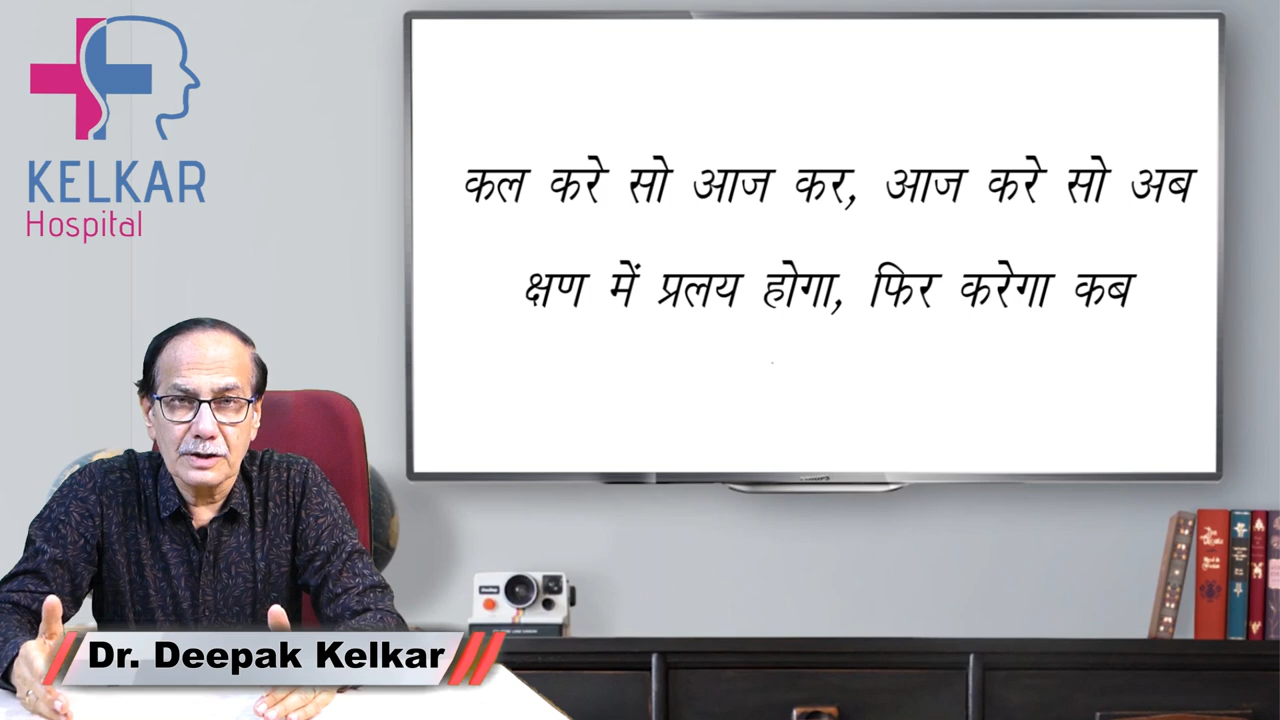 KELKAR
Hospital
कल करे सो आज कर, आज करे सो अब
क्षण में प्रलय होगा, फिर करेगा कब
Dr. Deepak Kelkar